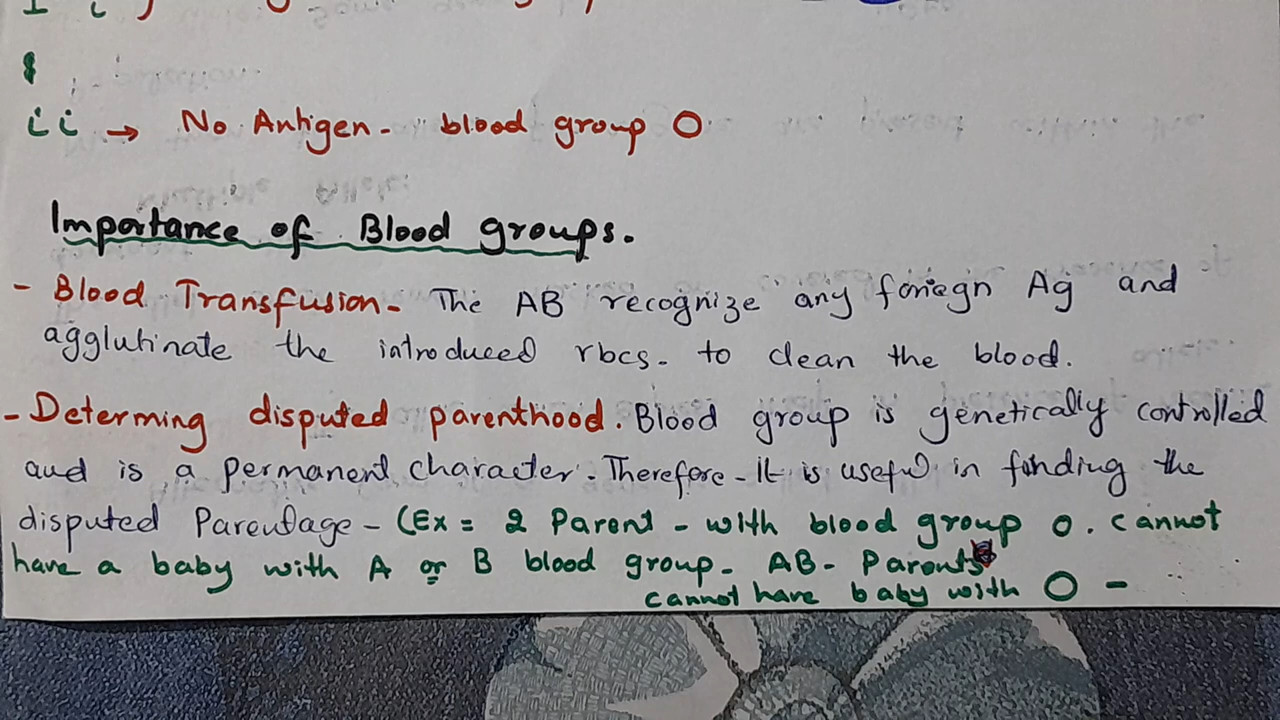 ii → No Antigen - blood group O
Importance of Blood groups.
- Blood Transfusion - The AB recognize any foriegn Ag and
agglutinate the introduced rbcs - to clean the blood.
- Determing disputed parenthood. Blood group is genetically controlled
and is a permanent character. Therefore - It is useful in finding the
disputed Parentage - (Ex = 2 Parent - with blood group O. cannot
have a baby with A or B blood group - AB - Parents
cannot have baby with O -